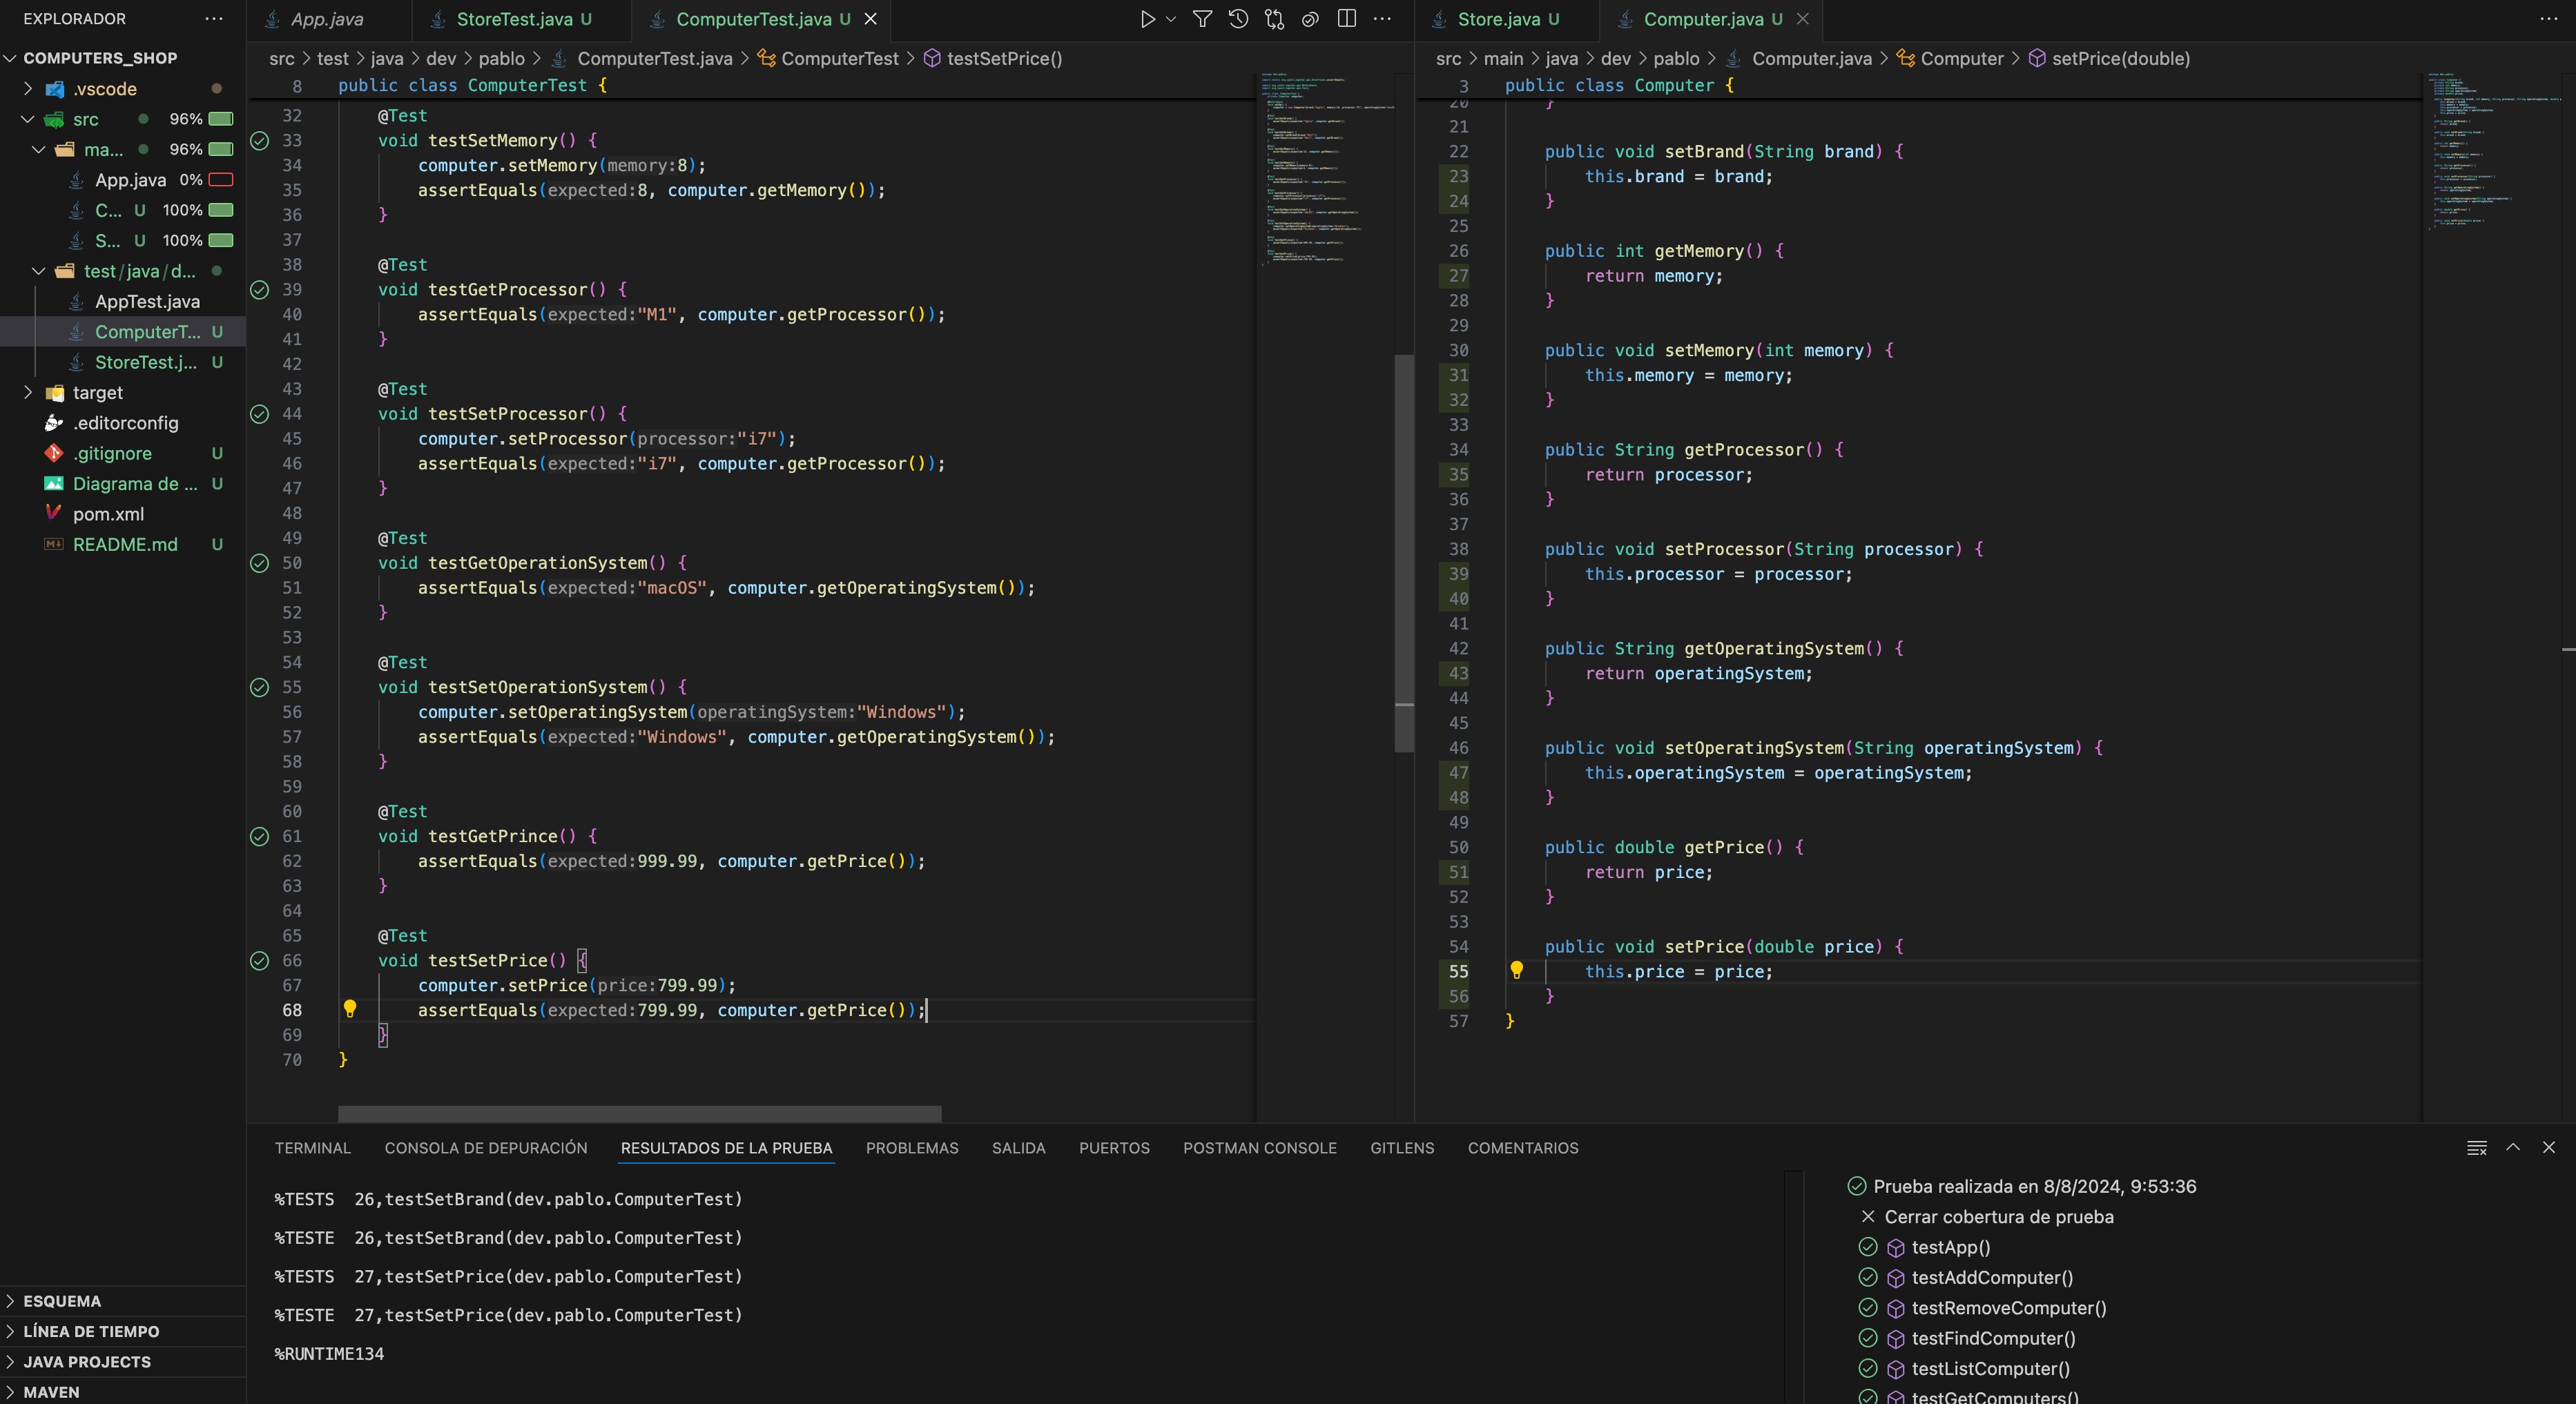 EXPLORADOR ···
COMPUTERS_SHOP
.vscode
src 96%
ma... 96%
App.java 0%
C... U 100%
S... U 100%
test/java/d...
AppTest.java
ComputerT... U
StoreTest.j... U
target
.editorconfig
.gitignore U
Diagrama de ... U
pom.xml
README.md U
ESQUEMA
LÍNEA DE TIEMPO
JAVA PROJECTS
MAVEN
App.java StoreTest.java U ComputerTest.java U
src > test > java > dev > pablo > ComputerTest.java > ComputerTest > testSetPrice()
8 public class ComputerTest {
32 @Test
33 void testSetMemory() {
34 computer.setMemory(memory:8);
35 assertEquals(expected:8, computer.getMemory());
36 }
37
38 @Test
39 void testGetProcessor() {
40 assertEquals(expected:"M1", computer.getProcessor());
41 }
42
43 @Test
44 void testSetProcessor() {
45 computer.setProcessor(processor:"i7");
46 assertEquals(expected:"i7", computer.getProcessor());
47 }
48
49 @Test
50 void testGetOperationSystem() {
51 assertEquals(expected:"macOS", computer.getOperatingSystem());
52 }
53
54 @Test
55 void testSetOperationSystem() {
56 computer.setOperatingSystem(operatingSystem:"Windows");
57 assertEquals(expected:"Windows", computer.getOperatingSystem());
58 }
59
60 @Test
61 void testGetPrince() {
62 assertEquals(expected:999.99, computer.getPrice());
63 }
64
65 @Test
66 void testSetPrice() {
67 computer.setPrice(price:799.99);
68 assertEquals(expected:799.99, computer.getPrice());
69 }
70 }
Store.java U Computer.java U
src > main > java > dev > pablo > Computer.java > Computer > setPrice(double)
3 public class Computer {
20 }
21
22 public void setBrand(String brand) {
23 this.brand = brand;
24 }
25
26 public int getMemory() {
27 return memory;
28 }
29
30 public void setMemory(int memory) {
31 this.memory = memory;
32 }
33
34 public String getProcessor() {
35 return processor;
36 }
37
38 public void setProcessor(String processor) {
39 this.processor = processor;
40 }
41
42 public String getOperatingSystem() {
43 return operatingSystem;
44 }
45
46 public void setOperatingSystem(String operatingSystem) {
47 this.operatingSystem = operatingSystem;
48 }
49
50 public double getPrice() {
51 return price;
52 }
53
54 public void setPrice(double price) {
55 this.price = price;
56 }
57 }
TERMINAL CONSOLA DE DEPURACIÓN RESULTADOS DE LA PRUEBA PROBLEMAS SALIDA PUERTOS POSTMAN CONSOLE GITLENS COMENTARIOS
%TESTS 26,testSetBrand(dev.pablo.ComputerTest)
%TESTE 26,testSetBrand(dev.pablo.ComputerTest)
%TESTS 27,testSetPrice(dev.pablo.ComputerTest)
%TESTE 27,testSetPrice(dev.pablo.ComputerTest)
%RUNTIME134
Prueba realizada en 8/8/2024, 9:53:36
Cerrar cobertura de prueba
testApp()
testAddComputer()
testRemoveComputer()
testFindComputer()
testListComputer()
testGetComputers()